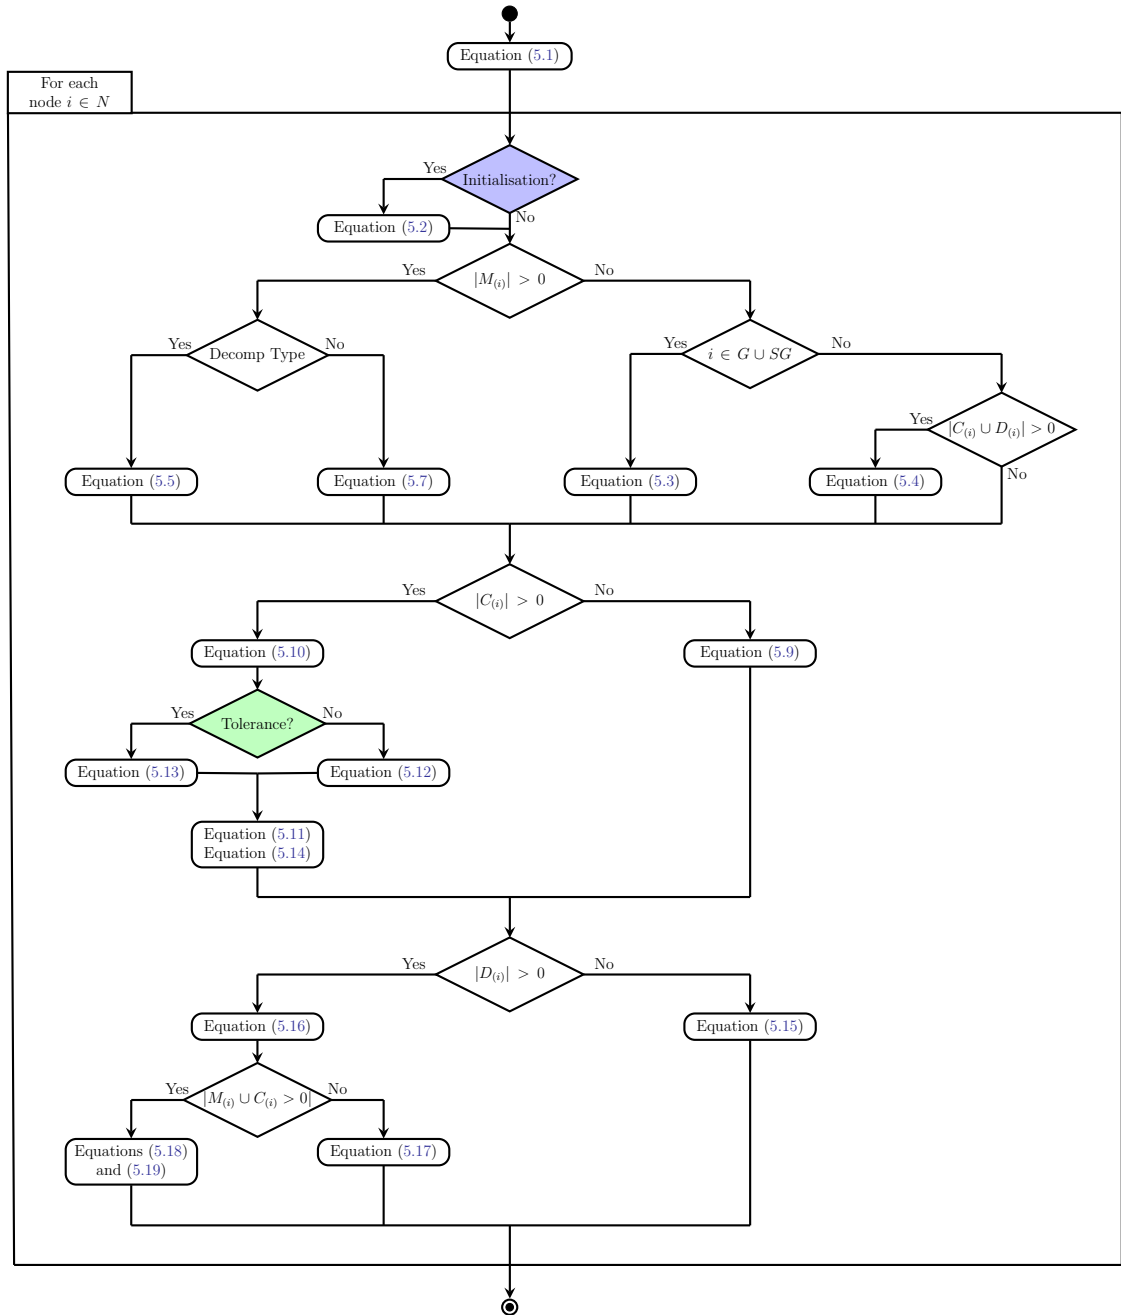 Equation (5.1)
For each
node i ∈ N
Yes
Initialisation?
No
Equation (5.2)
Yes
|M(i)| > 0
No
Yes
Decomp Type
No
Yes
i ∈ G ∪ SG
No
Yes
|C(i) ∪ D(i)| > 0
No
Equation (5.5)
Equation (5.7)
Equation (5.3)
Equation (5.4)
Yes
|C(i)| > 0
No
Equation (5.10)
Equation (5.9)
Yes
Tolerance?
No
Equation (5.13)
Equation (5.12)
Equation (5.11)
Equation (5.14)
Yes
|D(i)| > 0
No
Equation (5.16)
Equation (5.15)
Yes
|M(i) ∪ C(i) > 0|
No
Equations (5.18)
and (5.19)
Equation (5.17)